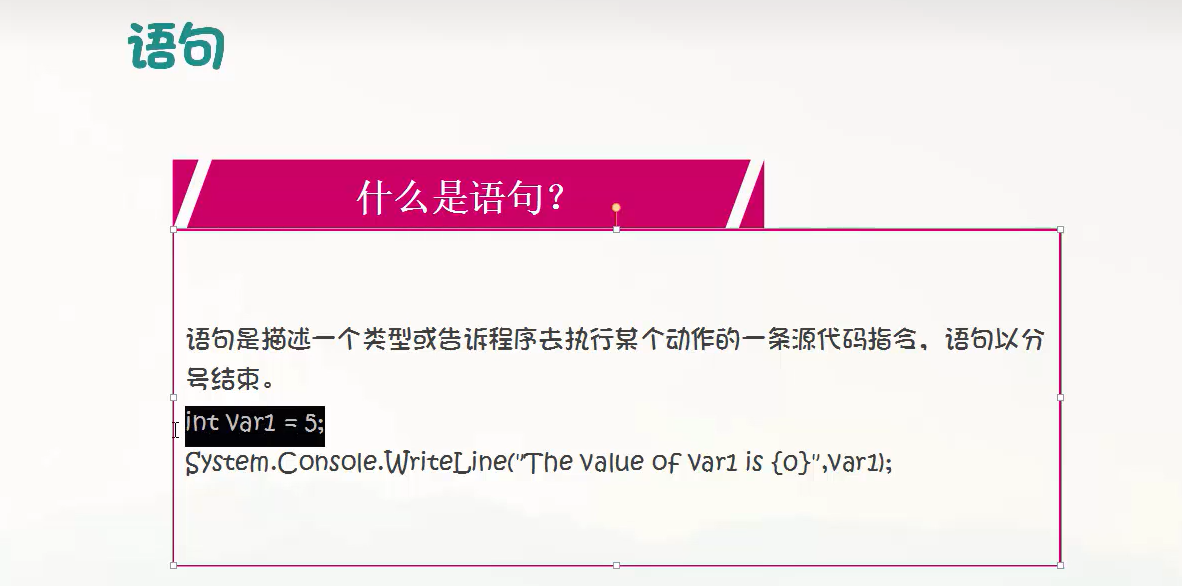 语句
什么是语句？
语句是描述一个类型或告诉程序去执行某个动作的一条源代码指令，语句以分
号结束。
int var1 = 5;
System.Console.WriteLine("The value of var1 is {0}",var1);